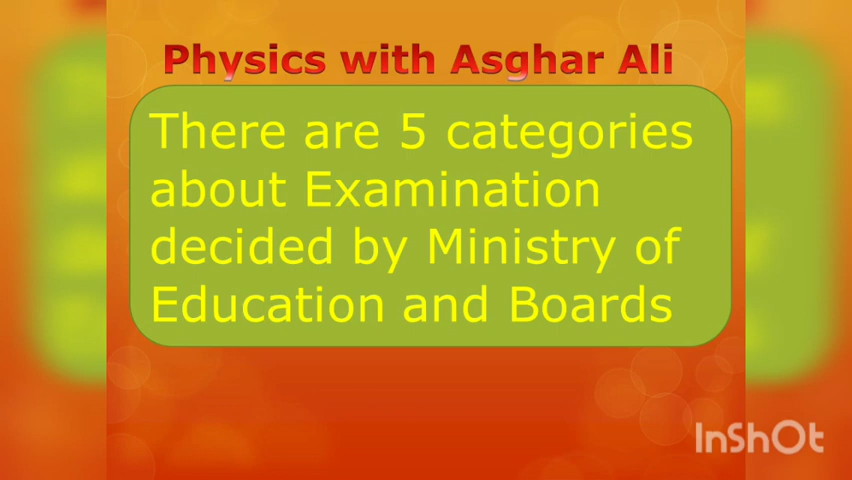 Physics with Asghar Ali
There are 5 categories
about Examination
decided by Ministry of
Education and Boards
InShOt